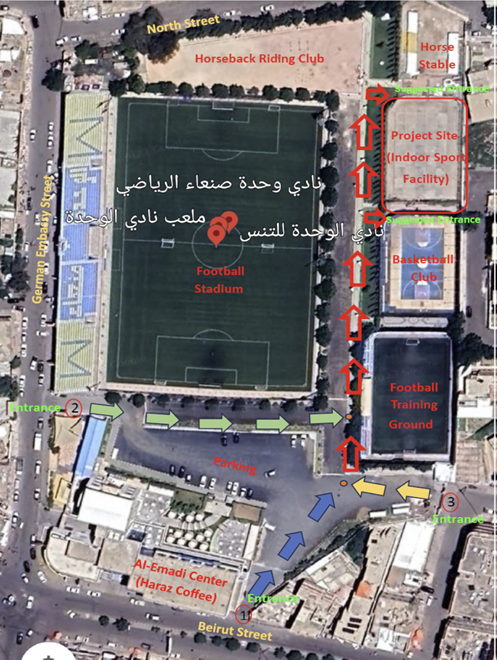 North Street
Horseback Riding Club
Horse
Stable
Suggested Entrance
Project Site
(Indoor Sport
Facility)
نادي وحدة صنعاء الرياضي
ملعب نادي الوحدة
نادي الوحدة للتنس
Suggested Entrance
German Embassy Street
Football
Stadium
Basketball
Club
Football
Training
Ground
Entrance
2
Parking
3
Entrance
Al-Emadi Center
(Haraz Coffee)
Entrance
1
Beirut Street